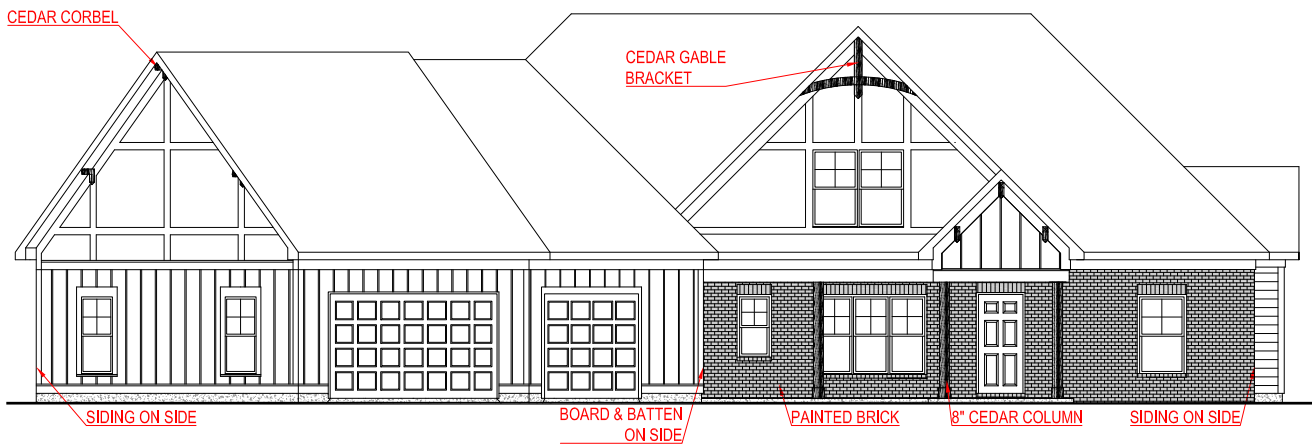 CEDAR CORBEL
CEDAR GABLE
BRACKET
SIDING ON SIDE
BOARD & BATTEN
ON SIDE
PAINTED BRICK
8" CEDAR COLUMN
SIDING ON SIDE